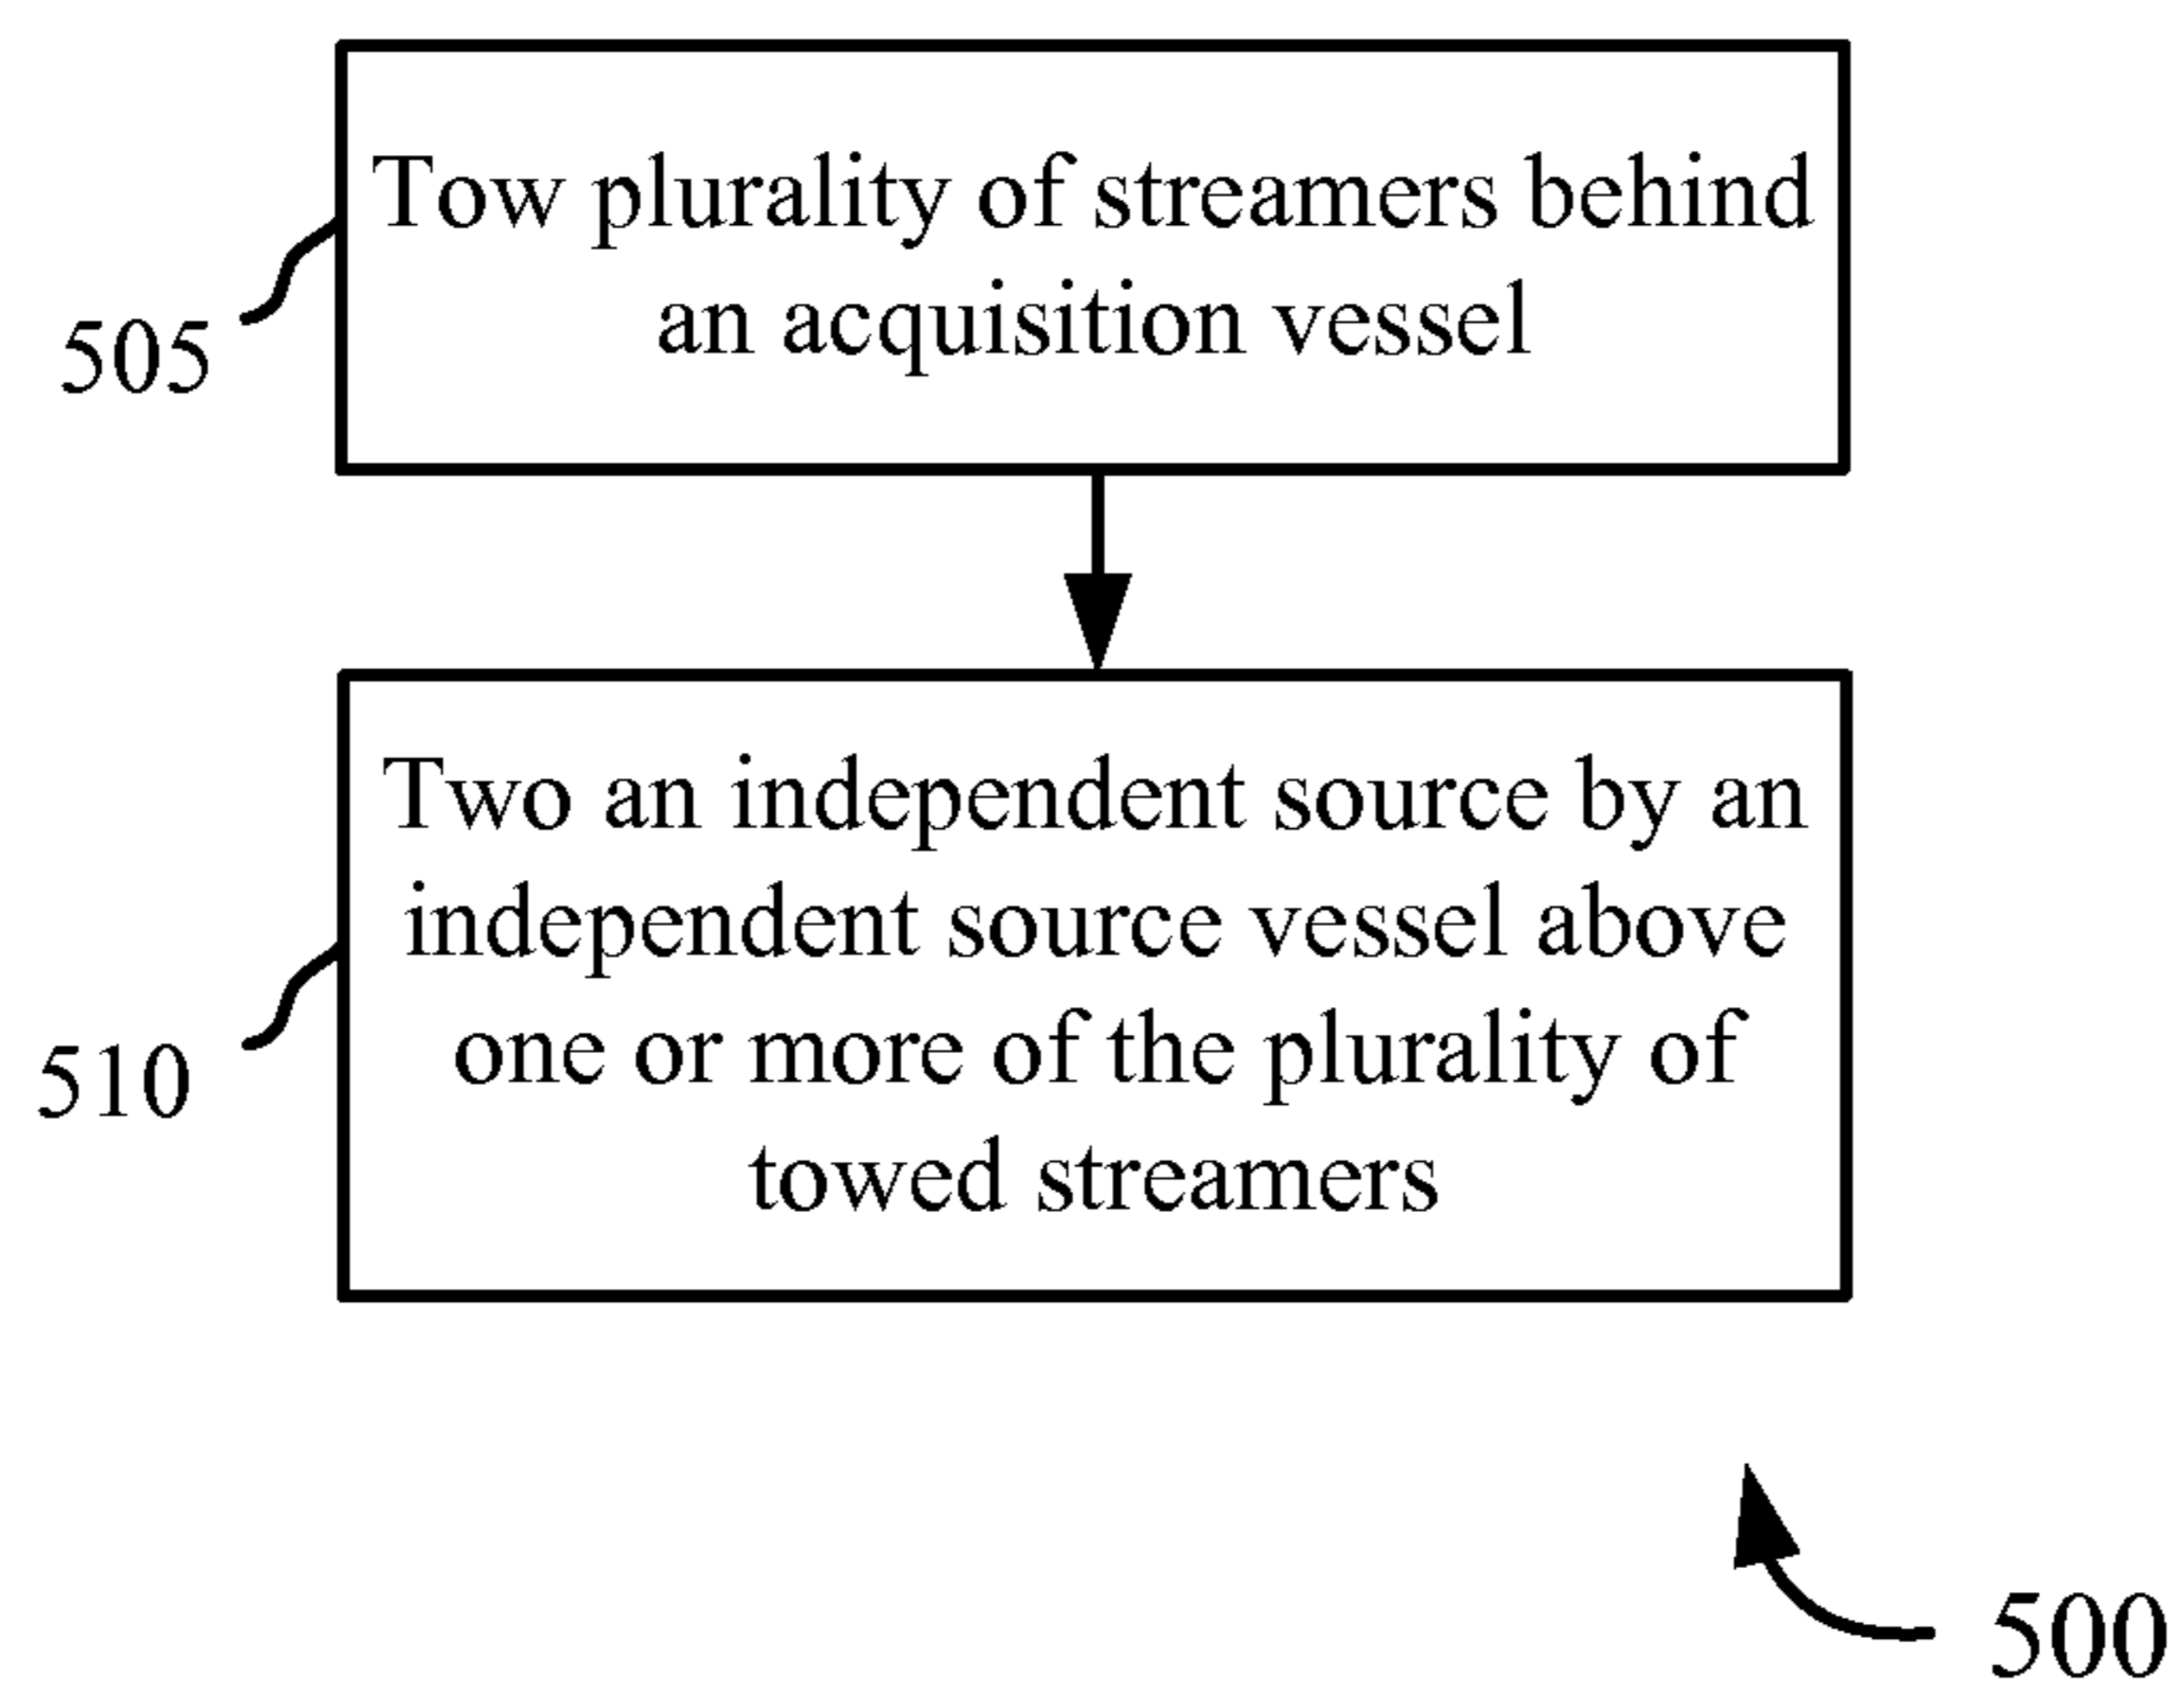 Tow plurality of streamers behind
an acquisition vessel
505
Two an independent source by an
independent source vessel above
one or more of the plurality of
towed streamers
510
500